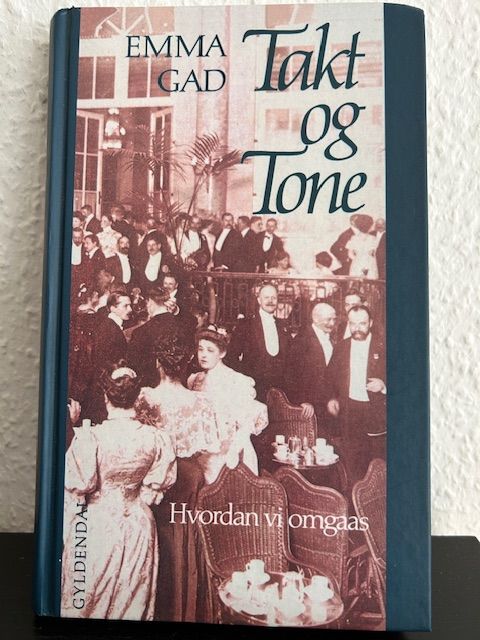 EMMA
GAD
Takt
og
Tone
Hvordan vi omgaas
GYLDENDAL